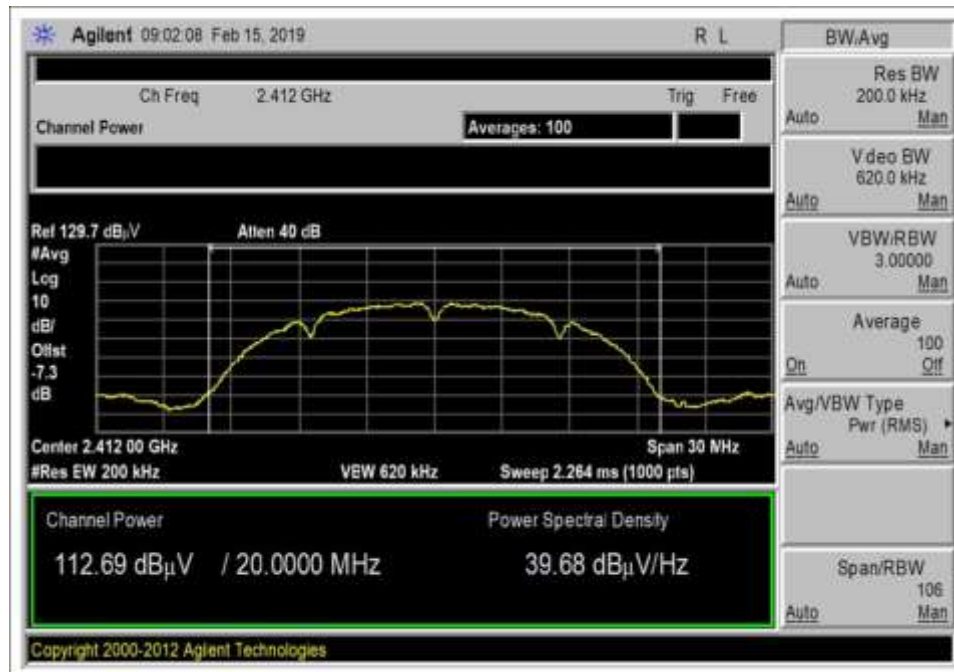 Agilent 09:02:08 Feb 15, 2019 R L
Ch Freq 2.412 GHz Trig Free
Channel Power Averages: 100
Ref 129.7 dBμV Atten 40 dB
#Avg
Log
10
dB/
Offst
-7.3
dB
Center 2.412 00 GHz Span 30 MHz
#Res BW 200 kHz VBW 620 kHz Sweep 2.264 ms (1000 pts)
Channel Power Power Spectral Density
112.69 dBμV / 20.0000 MHz 39.68 dBμV/Hz
Copyright 2000-2012 Agilent Technologies
BW/Avg
Res BW
200.0 kHz
Auto Man
Video BW
620.0 kHz
Auto Man
VBW/RBW
3.00000
Auto Man
Average
100
On Off
Avg/VBW Type
Pwr (RMS)
Auto Man
Span/RBW
106
Auto Man